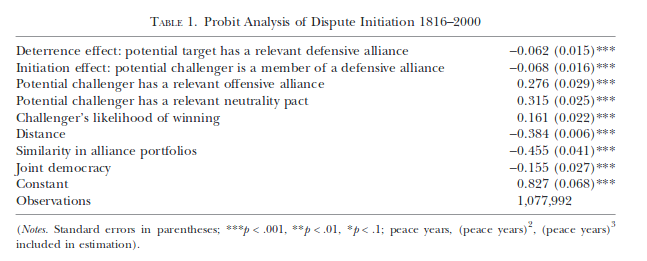 TABLE 1. Probit Analysis of Dispute Initiation 1816–2000
Deterrence effect: potential target has a relevant defensive alliance −0.062 (0.015)***
Initiation effect: potential challenger is a member of a defensive alliance −0.068 (0.016)***
Potential challenger has a relevant offensive alliance 0.276 (0.029)***
Potential challenger has a relevant neutrality pact 0.315 (0.025)***
Challenger's likelihood of winning 0.161 (0.022)***
Distance −0.384 (0.006)***
Similarity in alliance portfolios −0.455 (0.041)***
Joint democracy −0.155 (0.027)***
Constant 0.827 (0.068)***
Observations 1,077,992
(Notes. Standard errors in parentheses; ***p < .001, **p < .01, *p < .1; peace years, (peace years)², (peace years)³
included in estimation).